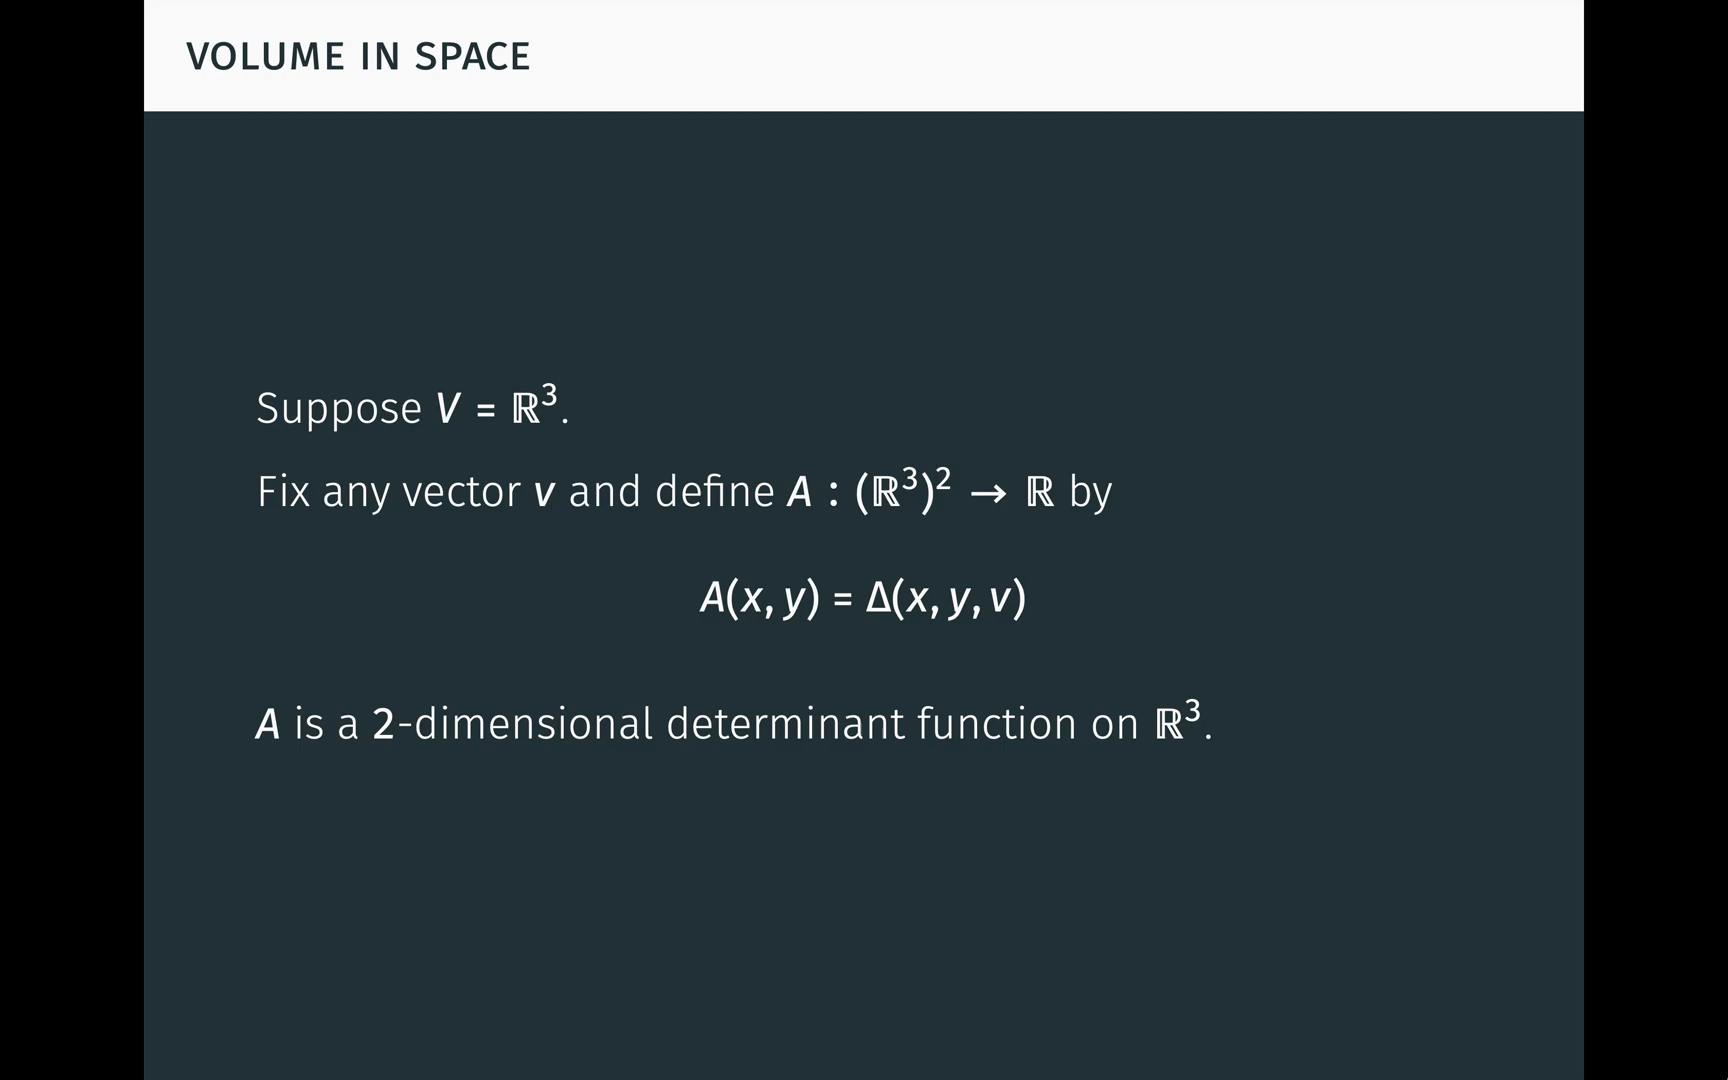 VOLUME IN SPACE
Suppose V = ℝ³.
Fix any vector v and define A : (ℝ³)² → ℝ by
A(x, y) = Δ(x, y, v)
A is a 2-dimensional determinant function on ℝ³.